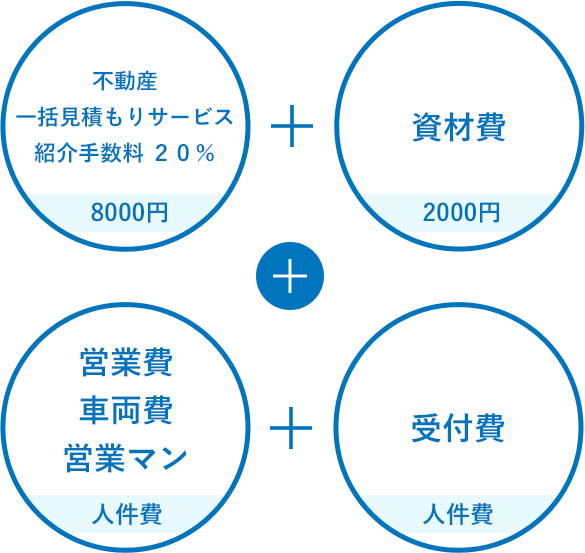 不動産
一括見積もりサービス
紹介手数料 ２０％
8000円
＋
資材費
2000円
＋
営業費
車両費
営業マン
人件費
＋
受付費
人件費